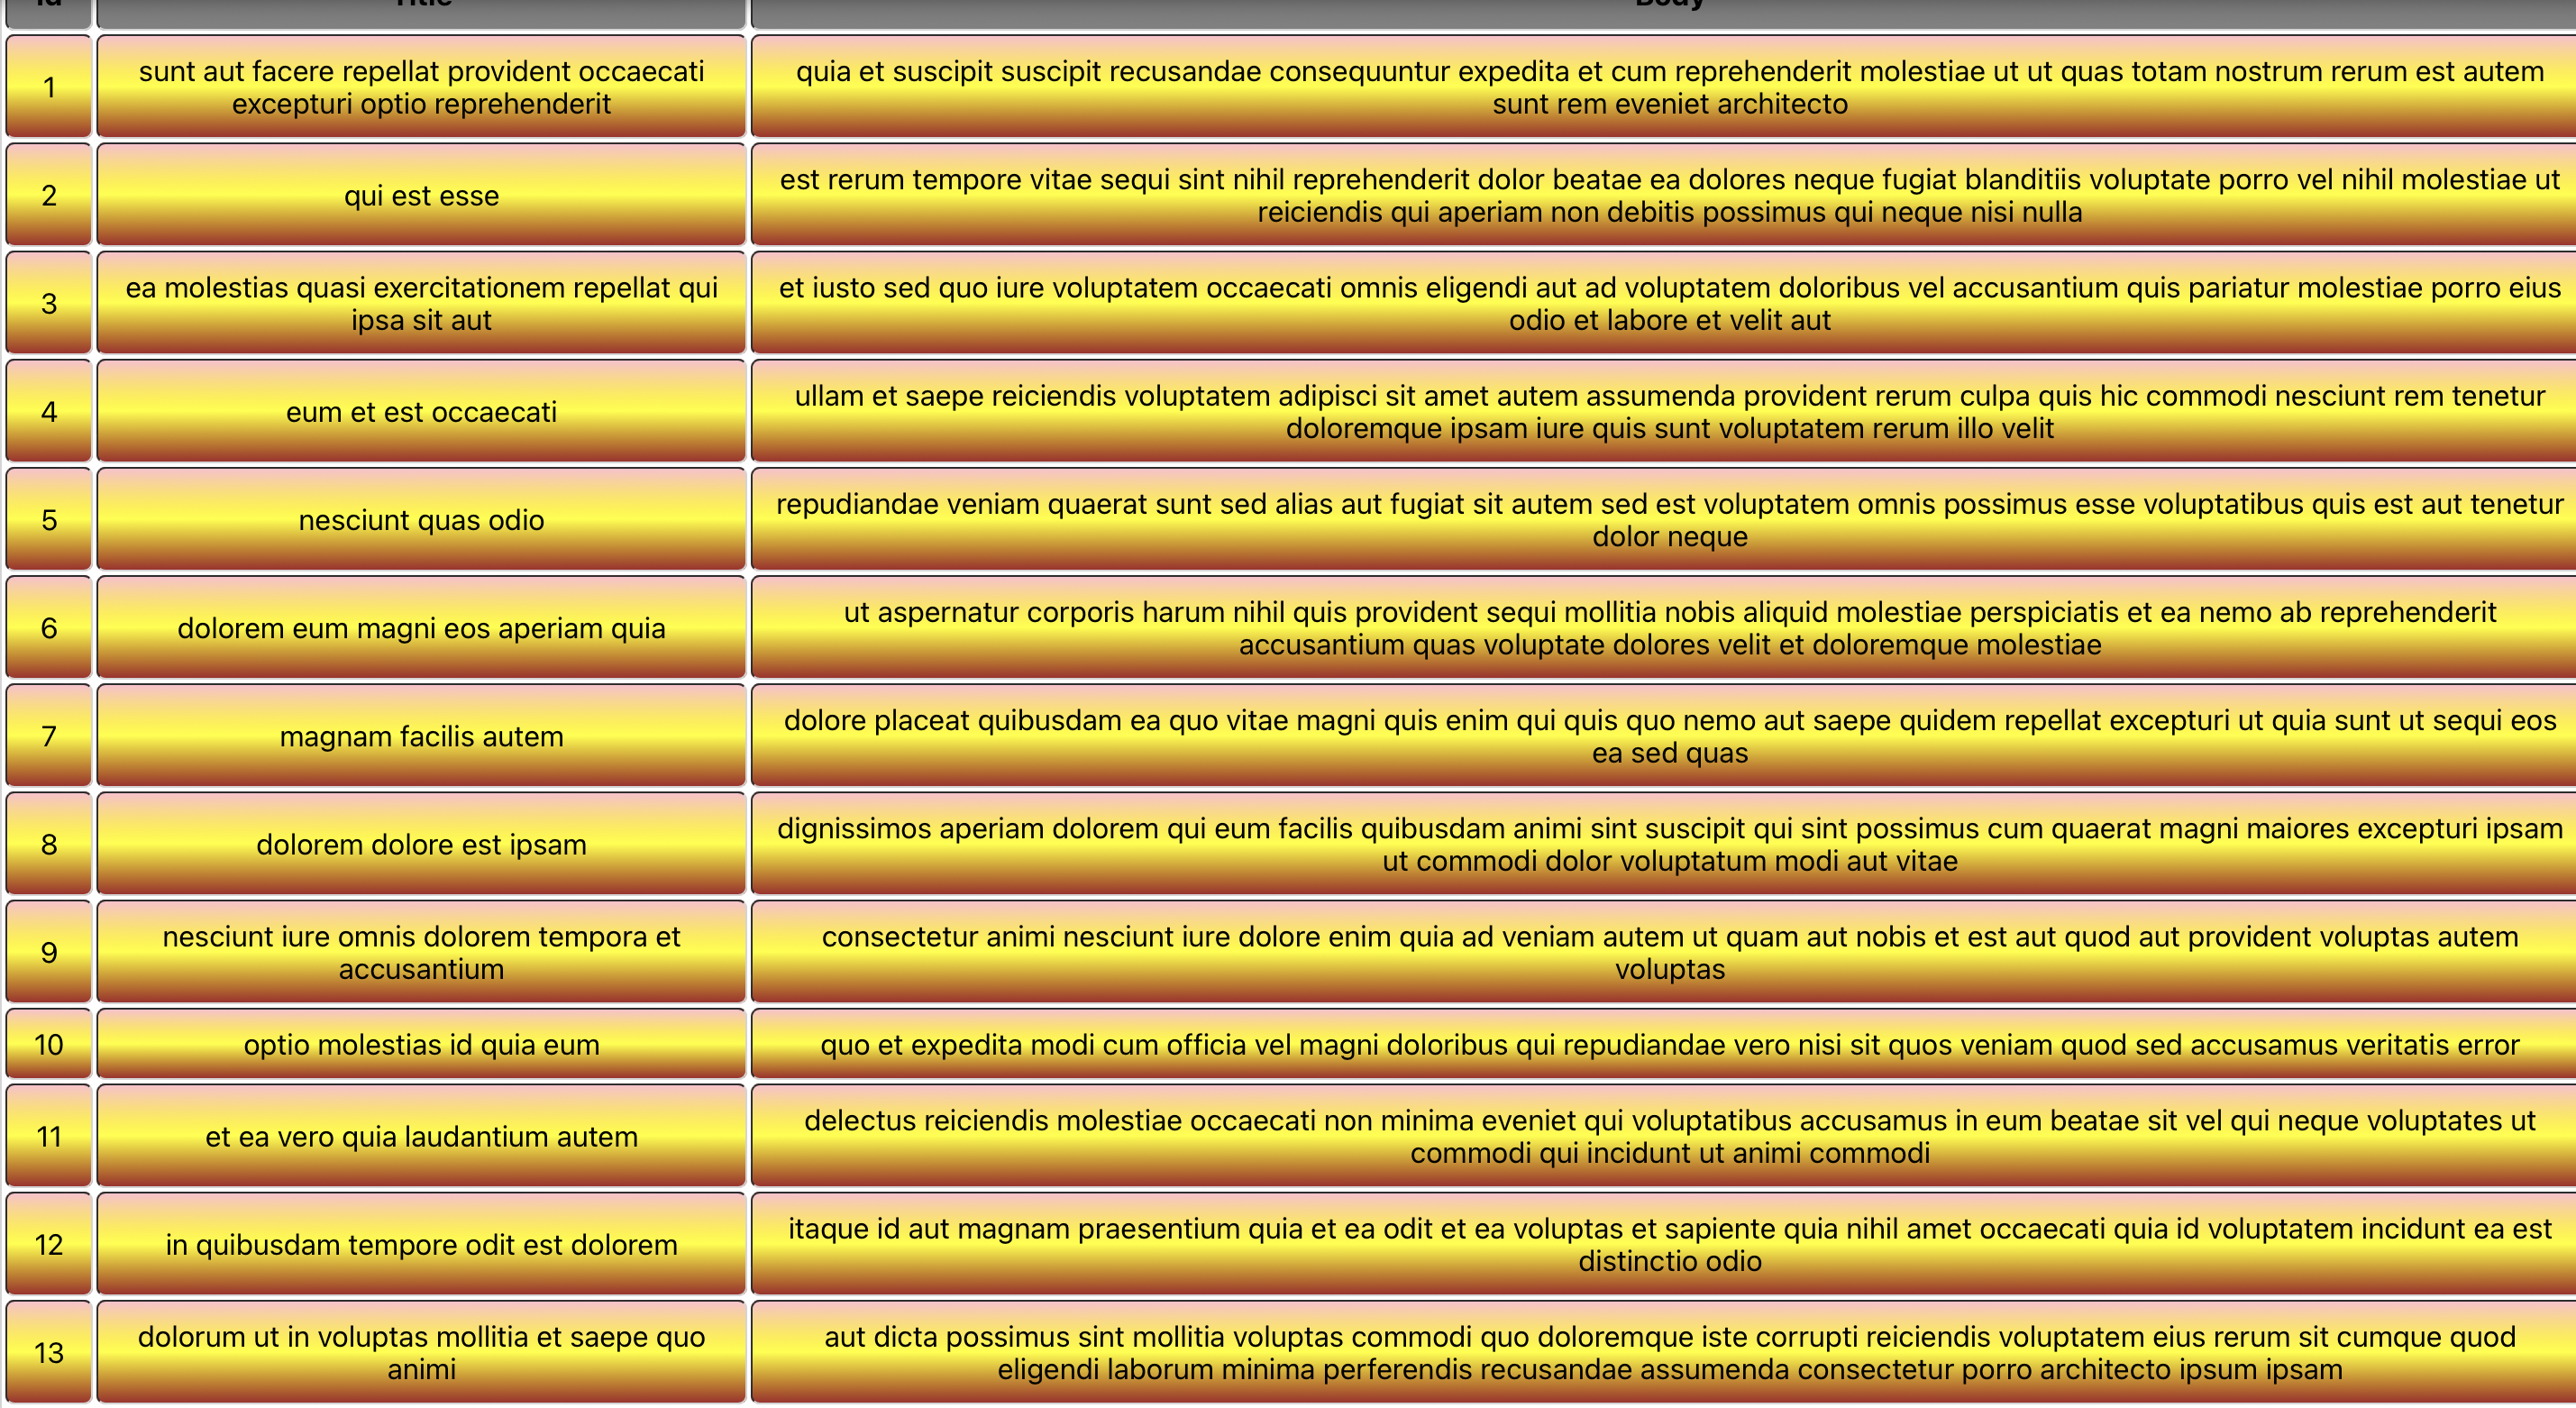 Id Title Body
1
sunt aut facere repellat provident occaecati
excepturi optio reprehenderit
quia et suscipit suscipit recusandae consequuntur expedita et cum reprehenderit molestiae ut ut quas totam nostrum rerum est autem
sunt rem eveniet architecto
2
qui est esse
est rerum tempore vitae sequi sint nihil reprehenderit dolor beatae ea dolores neque fugiat blanditiis voluptate porro vel nihil molestiae ut
reiciendis qui aperiam non debitis possimus qui neque nisi nulla
3
ea molestias quasi exercitationem repellat qui
ipsa sit aut
et iusto sed quo iure voluptatem occaecati omnis eligendi aut ad voluptatem doloribus vel accusantium quis pariatur molestiae porro eius
odio et labore et velit aut
4
eum et est occaecati
ullam et saepe reiciendis voluptatem adipisci sit amet autem assumenda provident rerum culpa quis hic commodi nesciunt rem tenetur
doloremque ipsam iure quis sunt voluptatem rerum illo velit
5
nesciunt quas odio
repudiandae veniam quaerat sunt sed alias aut fugiat sit autem sed est voluptatem omnis possimus esse voluptatibus quis est aut tenetur
dolor neque
6
dolorem eum magni eos aperiam quia
ut aspernatur corporis harum nihil quis provident sequi mollitia nobis aliquid molestiae perspiciatis et ea nemo ab reprehenderit
accusantium quas voluptate dolores velit et doloremque molestiae
7
magnam facilis autem
dolore placeat quibusdam ea quo vitae magni quis enim qui quis quo nemo aut saepe quidem repellat excepturi ut quia sunt ut sequi eos
ea sed quas
8
dolorem dolore est ipsam
dignissimos aperiam dolorem qui eum facilis quibusdam animi sint suscipit qui sint possimus cum quaerat magni maiores excepturi ipsam
ut commodi dolor voluptatum modi aut vitae
9
nesciunt iure omnis dolorem tempora et
accusantium
consectetur animi nesciunt iure dolore enim quia ad veniam autem ut quam aut nobis et est aut quod aut provident voluptas autem
voluptas
10
optio molestias id quia eum
quo et expedita modi cum officia vel magni doloribus qui repudiandae vero nisi sit quos veniam quod sed accusamus veritatis error
11
et ea vero quia laudantium autem
delectus reiciendis molestiae occaecati non minima eveniet qui voluptatibus accusamus in eum beatae sit vel qui neque voluptates ut
commodi qui incidunt ut animi commodi
12
in quibusdam tempore odit est dolorem
itaque id aut magnam praesentium quia et ea odit et ea voluptas et sapiente quia nihil amet occaecati quia id voluptatem incidunt ea est
distinctio odio
13
dolorum ut in voluptas mollitia et saepe quo
animi
aut dicta possimus sint mollitia voluptas commodi quo doloremque iste corrupti reiciendis voluptatem eius rerum sit cumque quod
eligendi laborum minima perferendis recusandae assumenda consectetur porro architecto ipsum ipsam